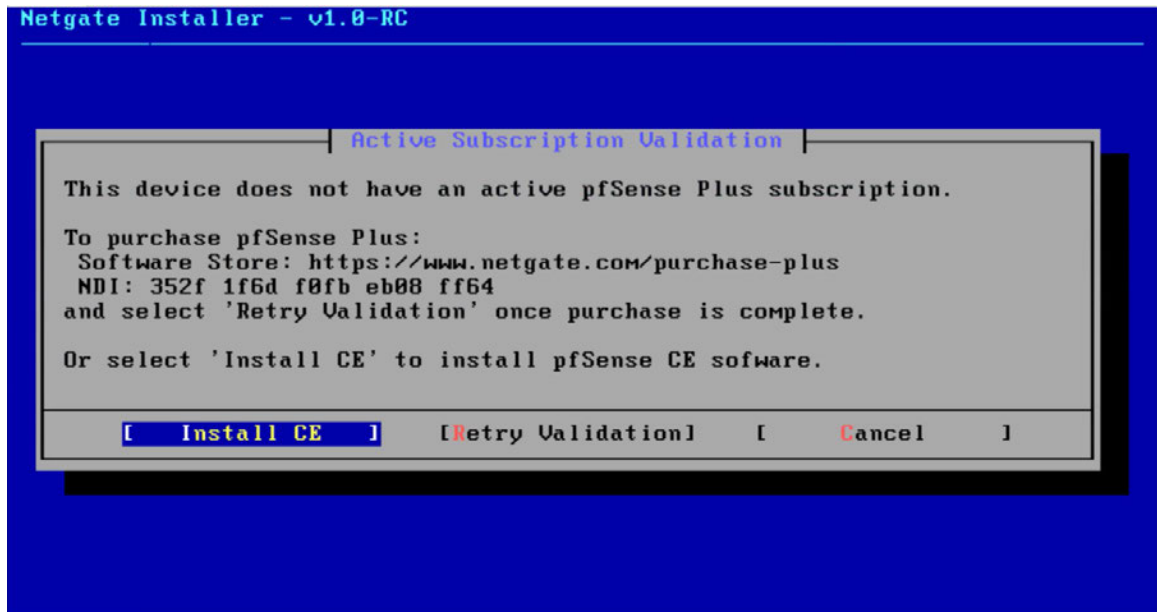 Netgate Installer - v1.0-RC
Active Subscription Validation
This device does not have an active pfSense Plus subscription.
To purchase pfSense Plus:
Software Store: https://www.netgate.com/purchase-plus
NDI: 352f 1f6d f0fb eb08 ff64
and select 'Retry Validation' once purchase is complete.
Or select 'Install CE' to install pfSense CE sofware.
[ Install CE ] [Retry Validation] [ Cancel ]